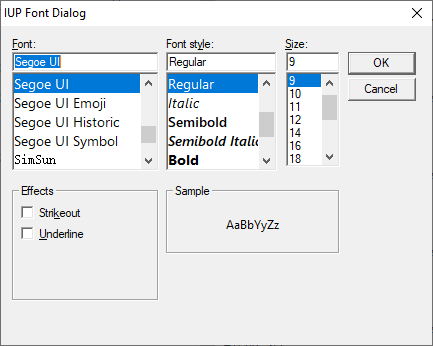 IUP Font Dialog
Font:
Font style:
Size:
Segoe UI
Regular
9
OK
Cancel
Segoe UI
Segoe UI Emoji
Segoe UI Historic
Segoe UI Symbol
SimSun
Regular
Italic
Semibold
Semibold Italic
Bold
9
10
11
12
14
16
18
Effects
Strikeout
Underline
Sample
AaBbYyZz